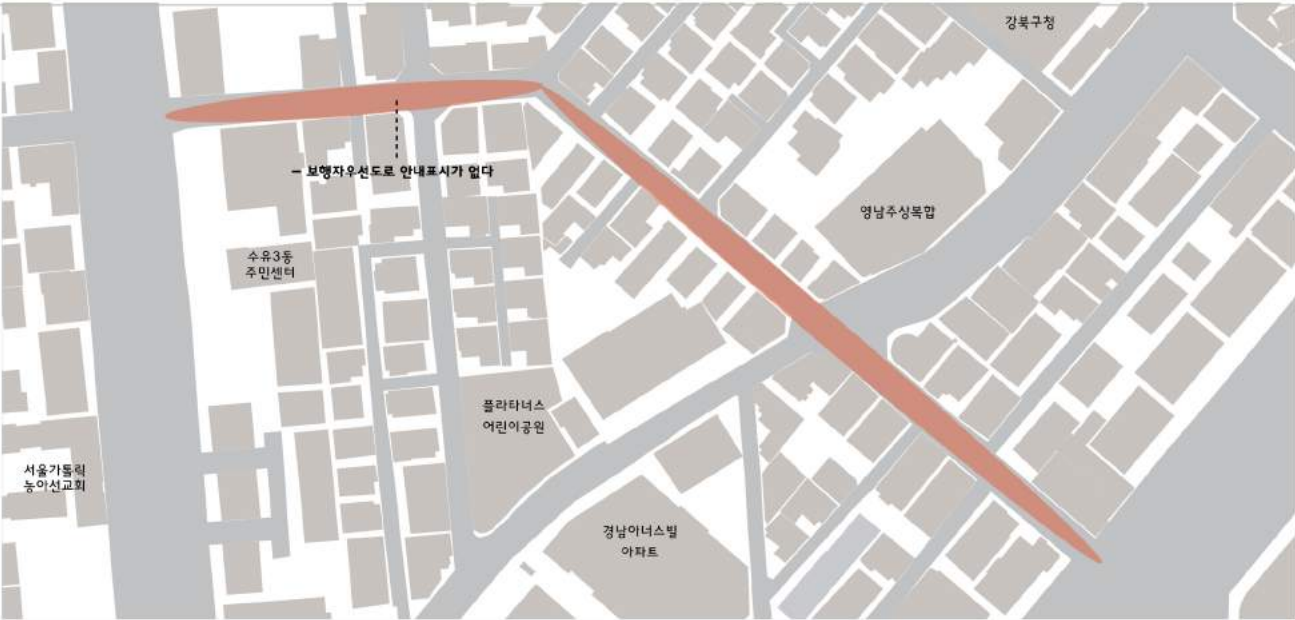 강북구청
– 보행자우선도로 안내표시가 없다
영남주상복합
수유3동
주민센터
플라타너스
어린이공원
서울가톨릭
농아선교회
경남아너스빌
아파트